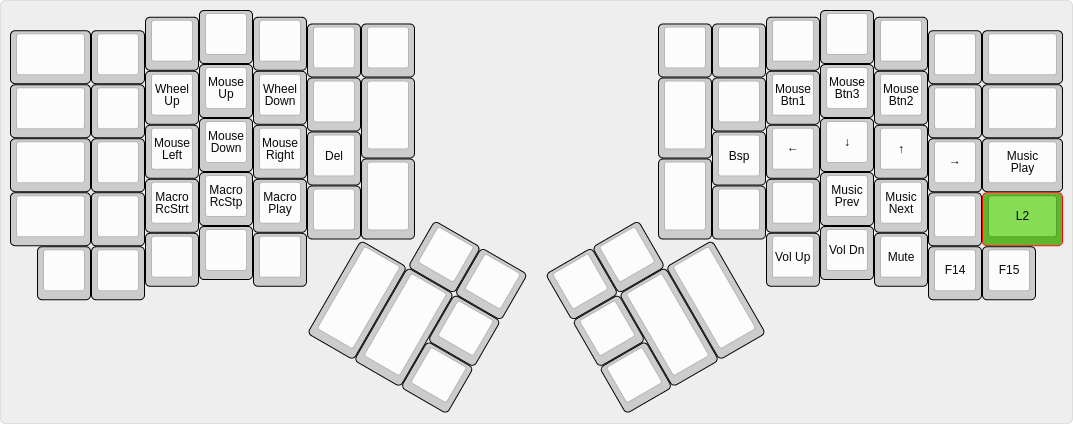 Wheel
Up
Mouse
Up
Wheel
Down
Mouse
Left
Mouse
Down
Mouse
Right
Del
Macro
RcStrt
Macro
RcStp
Macro
Play
Mouse
Btn1
Mouse
Btn3
Mouse
Btn2
Bsp
←
↓
↑
→
Music
Play
Music
Prev
Music
Next
L2
Vol Up
Vol Dn
Mute
F14
F15